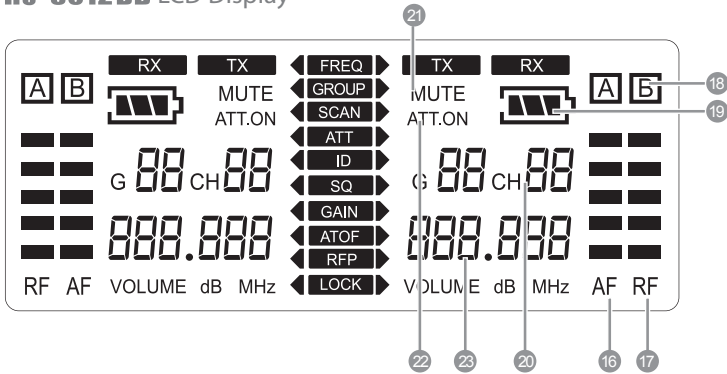 LCD Display
21
RX TX FREQ TX RX
A B MUTE GROUP MUTE A B 18
ATT.ON SCAN ATT.ON 19
ATT
G 88 CH 88 ID G 88 CH 88
SQ
GAIN
888.888 ATOF 888.888
RFP
RF AF VOLUME dB MHz LOCK VOLUME dB MHz AF RF
22 23 20 16 17